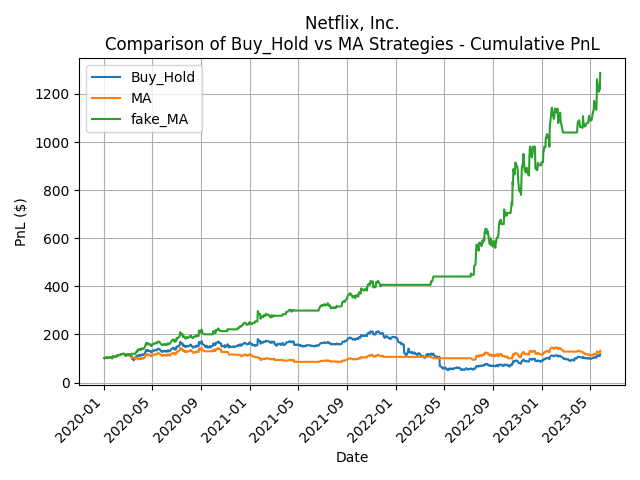 Netflix, Inc.
Comparison of Buy_Hold vs MA Strategies - Cumulative PnL
Buy_Hold
MA
fake_MA
PnL ($)
1200
1000
800
600
400
200
0
2020-01
2020-05
2020-09
2021-01
2021-05
2021-09
2022-01
2022-05
2022-09
2023-01
2023-05
Date